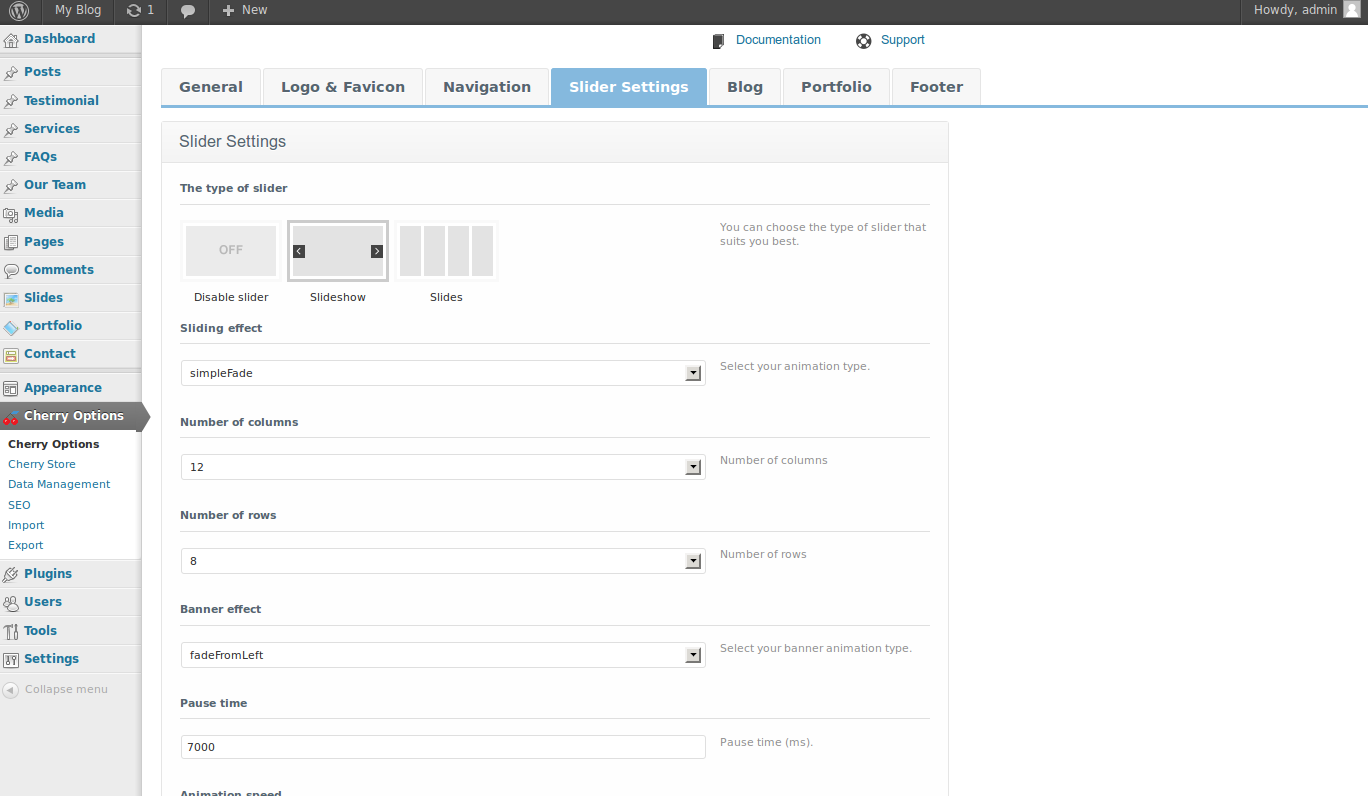 My Blog
1
New
Howdy, admin
Dashboard
Posts
Testimonial
Services
FAQs
Our Team
Media
Pages
Comments
Slides
Portfolio
Contact
Appearance
Cherry Options
Cherry Options
Cherry Store
Data Management
SEO
Import
Export
Plugins
Users
Tools
Settings
Collapse menu
Documentation
Support
General
Logo & Favicon
Navigation
Slider Settings
Blog
Portfolio
Footer
Slider Settings
The type of slider
OFF
Disable slider
Slideshow
Slides
You can choose the type of slider that
suits you best.
Sliding effect
simpleFade
Select your animation type.
Number of columns
12
Number of columns
Number of rows
8
Number of rows
Banner effect
fadeFromLeft
Select your banner animation type.
Pause time
7000
Pause time (ms).
Animation speed